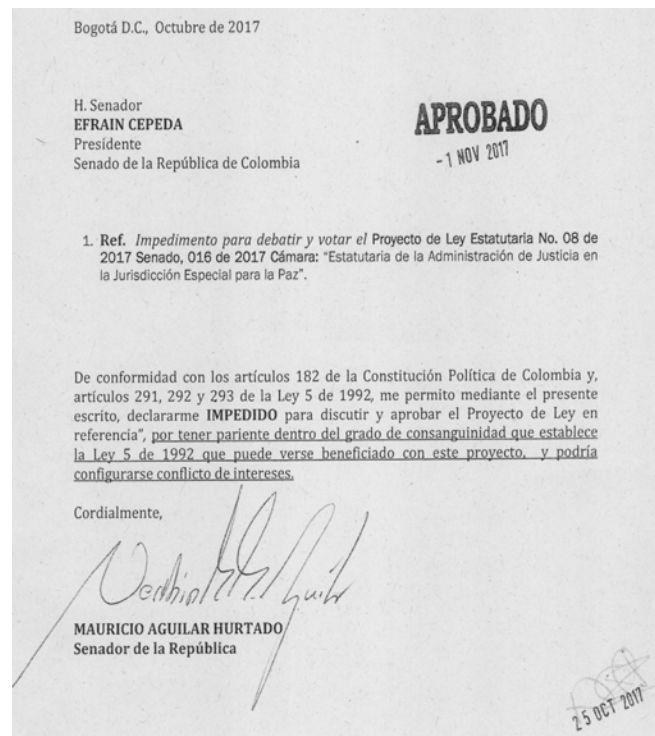 Bogotá D.C., Octubre de 2017
H. Senador
EFRAIN CEPEDA
Presidente
Senado de la República de Colombia
APROBADO
- 1 NOV 2017
1. Ref. Impedimento para debatir y votar el Proyecto de Ley Estatutaria No. 08 de
2017 Senado, 016 de 2017 Cámara: "Estatutaria de la Administración de Justicia en
la Jurisdicción Especial para la Paz".
De conformidad con los artículos 182 de la Constitución Política de Colombia y,
artículos 291, 292 y 293 de la Ley 5 de 1992, me permito mediante el presente
escrito, declararme IMPEDIDO para discutir y aprobar el Proyecto de Ley en
referencia", por tener pariente dentro del grado de consanguinidad que establece
la Ley 5 de 1992 que puede verse beneficiado con este proyecto, y podría
configurarse conflicto de intereses.
Cordialmente,
MAURICIO AGUILAR HURTADO
Senador de la República
25 OCT 2017